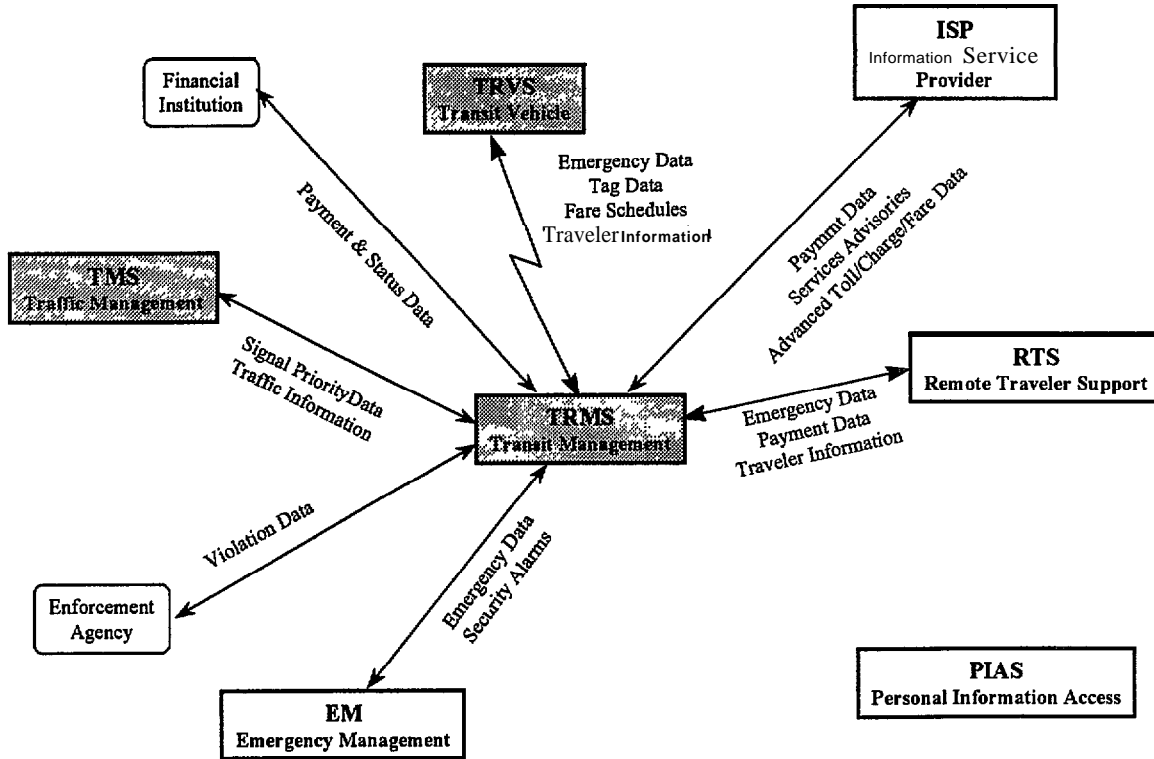 ISP
Information Service
Provider
Financial
Institution
TRVS
Transit Vehicle
Emergency Data
Tag Data
Fare Schedules
Traveler Information
Payment & Status Data
Paymmt Data
Services Advisories
Advanced Toll/Charge/Fare Data
TMS
Traffic Management
Signal PriorityData
Traffic Information
RTS
Remote Traveler Support
TRMS
Transit Management
Emergency Data
Payment Data
Traveler Information
Violation Data
Emergency Data
Security Alarms
Enforcement
Agency
EM
Emergency Management
PIAS
Personal Information Access